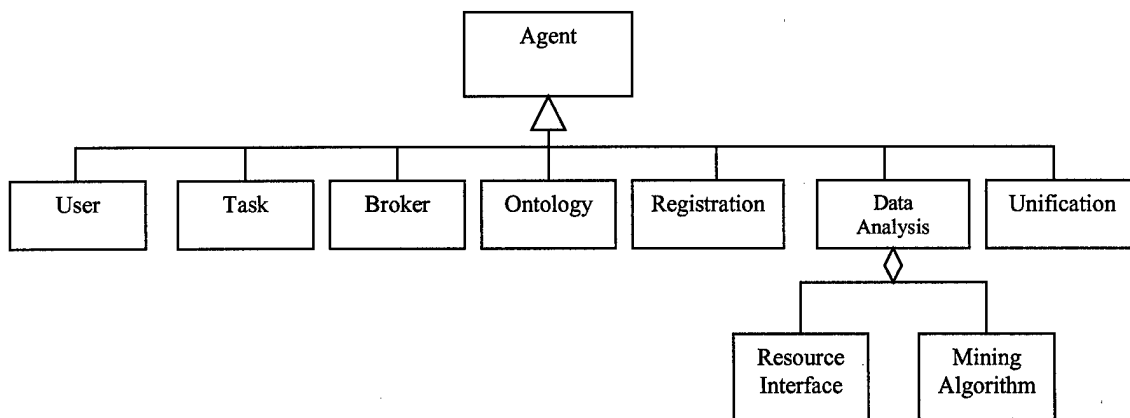 Agent
User
Task
Broker
Ontology
Registration
Data
Analysis
Unification
Resource
Interface
Mining
Algorithm